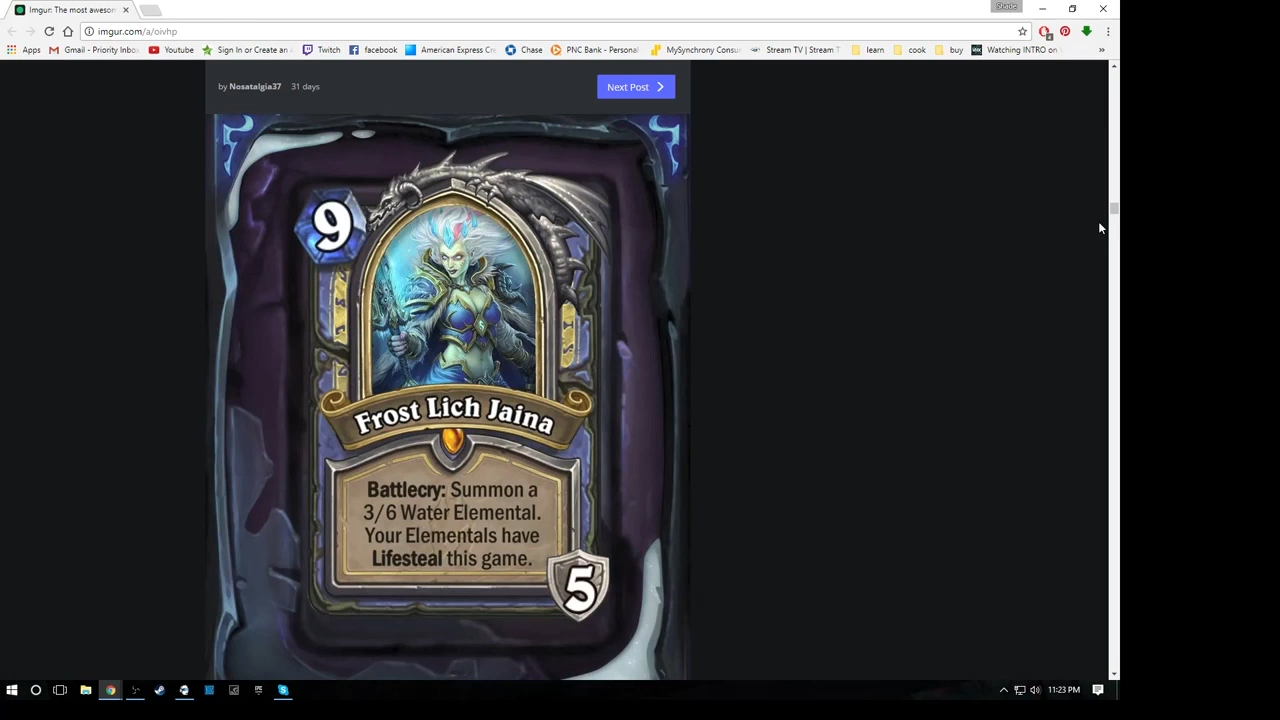 Imgur: The most awesom
Shade
imgur.com/a/oivhp
Apps Gmail - Priority Inbo Youtube Sign In or Create an Twitch facebook American Express Cr Chase PNC Bank - Personal MySynchrony Consu Stream TV | Stream T learn cook buy Watching INTRO on
by Nosatalgia37 31 days
Next Post
9
Frost Lich Jaina
Battlecry: Summon a
3/6 Water Elemental.
Your Elementals have
Lifesteal this game.
5
11:23 PM